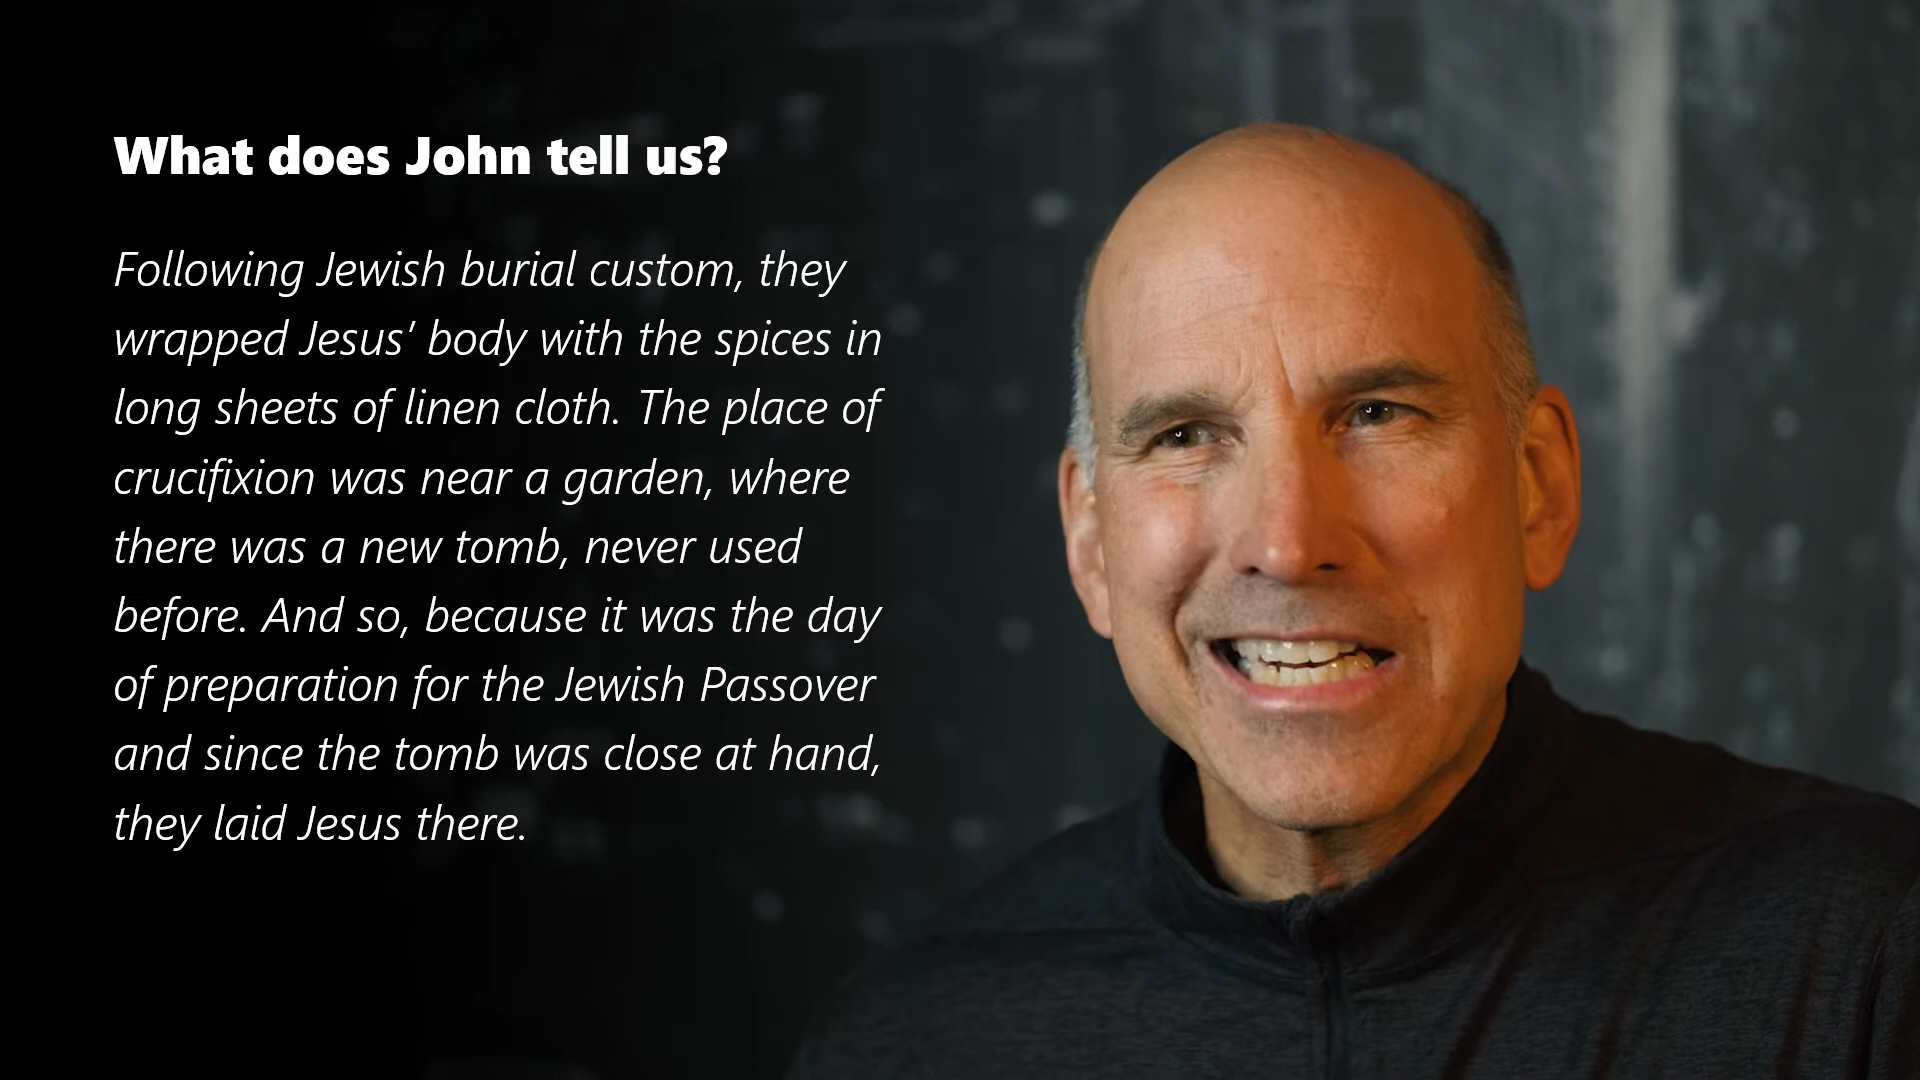 What does John tell us?
Following Jewish burial custom, they
wrapped Jesus’ body with the spices in
long sheets of linen cloth. The place of
crucifixion was near a garden, where
there was a new tomb, never used
before. And so, because it was the day
of preparation for the Jewish Passover
and since the tomb was close at hand,
they laid Jesus there.